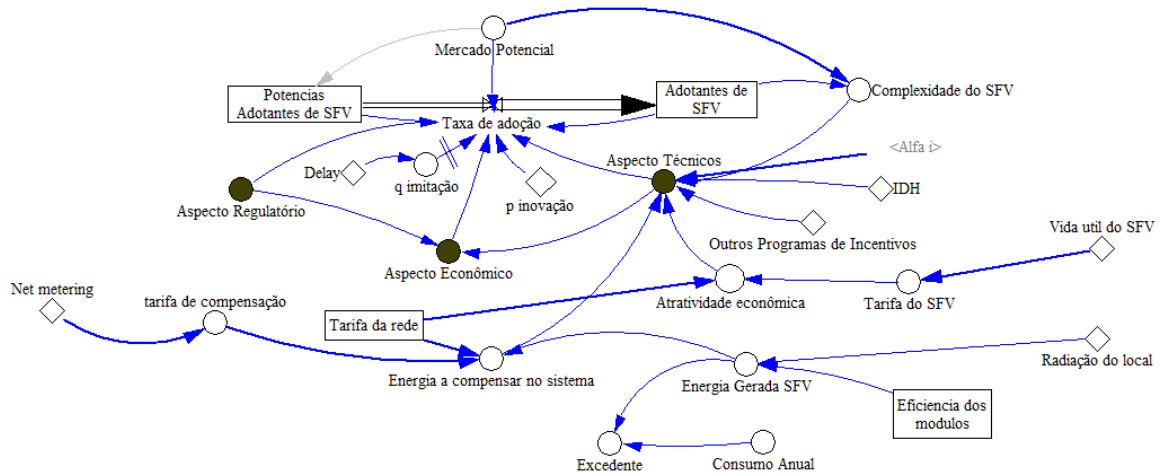 Mercado Potencial
Potencias
Adotantes de SFV
Adotantes de
SFV
Complexidade do SFV
Taxa de adoção
<Alfa i>
Aspecto Técnicos
Delay
q imitação
IDH
p inovação
Aspecto Regulatório
Vida util do SFV
Outros Programas de Incentivos
Aspecto Econômico
Net metering
tarifa de compensação
Atratividade econômica
Tarifa do SFV
Tarifa da rede
Radiação do local
Energia a compensar no sistema
Energia Gerada SFV
Eficiencia dos
modulos
Excedente
Consumo Anual